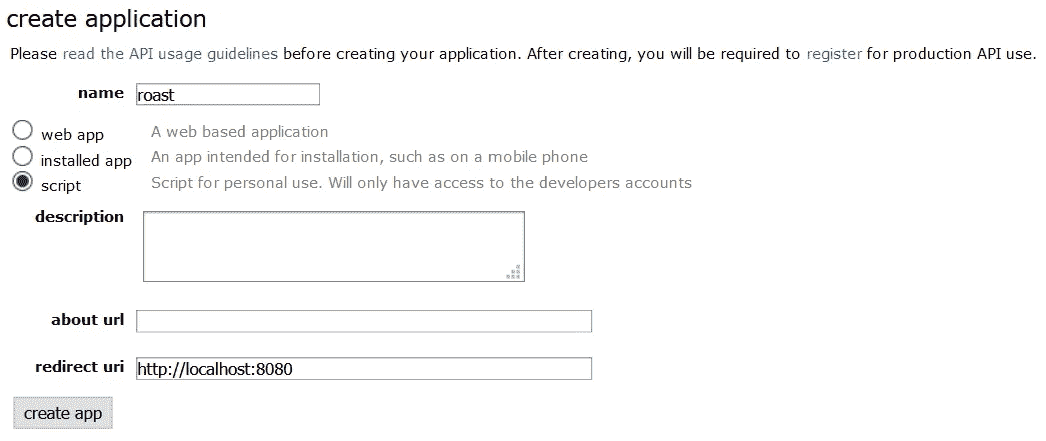 create application
Please read the API usage guidelines before creating your application. After creating, you will be required to register for production API use.
name roast
web app A web based application
installed app An app intended for installation, such as on a mobile phone
script Script for personal use. Will only have access to the developers accounts
description
about url
redirect uri http://localhost:8080
create app